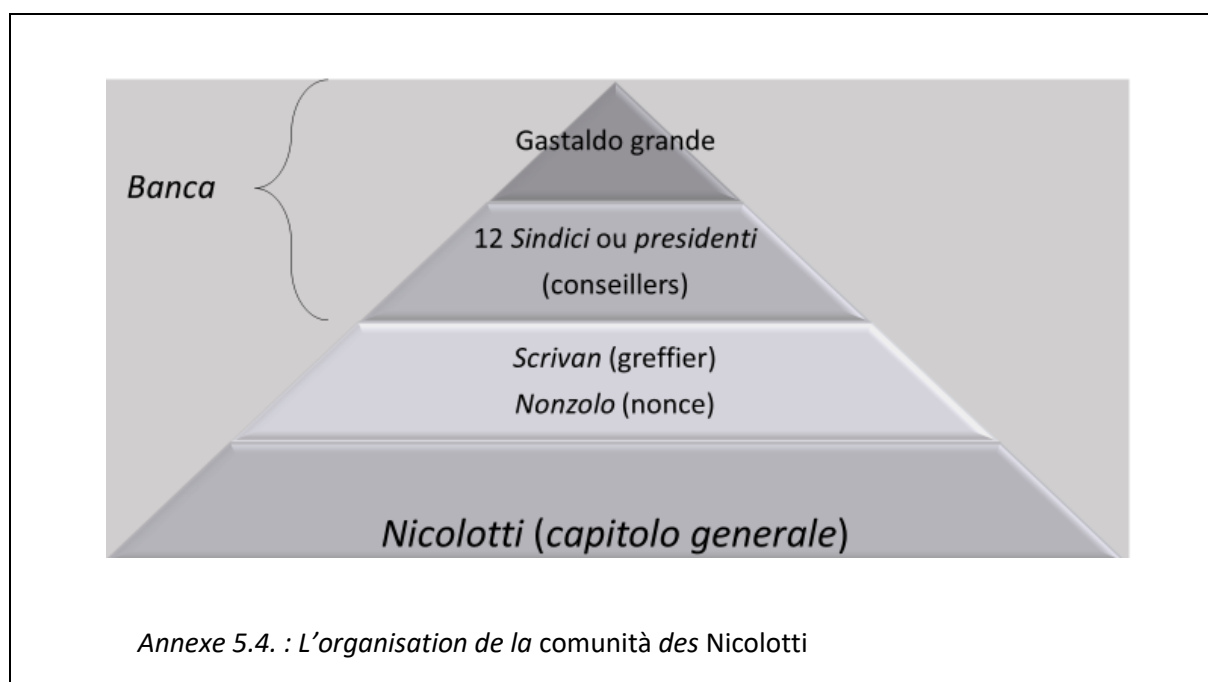 Gastaldo grande
Banca
12 Sindici ou presidenti
(conseillers)
Scrivan (greffier)
Nonzolo (nonce)
Nicolotti (capitolo generale)
Annexe 5.4. : L’organisation de la comunità des Nicolotti